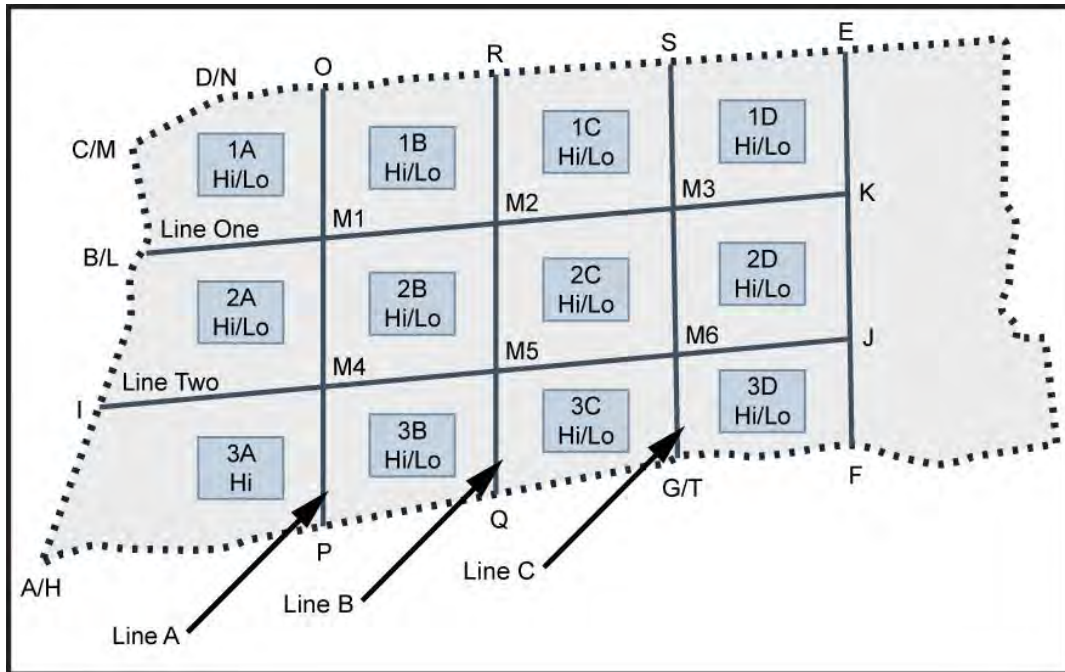 E
S
R
O
D/N
C/M
1A
Hi/Lo
1B
Hi/Lo
1C
Hi/Lo
1D
Hi/Lo
Line One
M1
M2
M3
K
B/L
2A
Hi/Lo
2B
Hi/Lo
2C
Hi/Lo
2D
Hi/Lo
Line Two
M4
M5
M6
J
I
3A
Hi
3B
Hi/Lo
3C
Hi/Lo
3D
Hi/Lo
A/H
P
Q
G/T
F
Line A
Line B
Line C